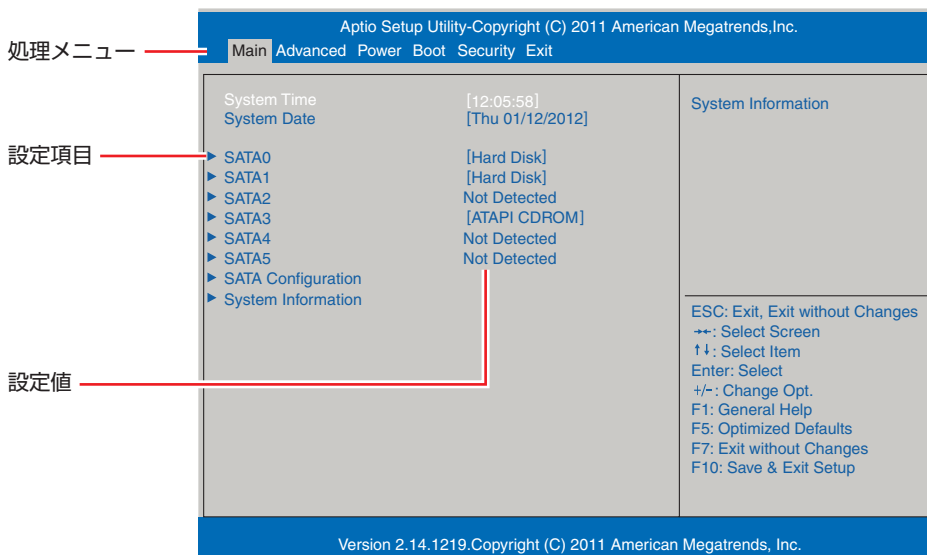 Aptio Setup Utility-Copyright (C) 2011 American Megatrends,Inc.
処理メニュー
Main Advanced Power Boot Security Exit
System Time [12:05:58]
System Date [Thu 01/12/2012]
System Information
設定項目
SATA0 [Hard Disk]
SATA1 [Hard Disk]
SATA2 Not Detected
SATA3 [ATAPI CDROM]
SATA4 Not Detected
SATA5 Not Detected
SATA Configuration
System Information
設定値
ESC: Exit, Exit without Changes
→←: Select Screen
↑↓: Select Item
Enter: Select
+/-: Change Opt.
F1: General Help
F5: Optimized Defaults
F7: Exit without Changes
F10: Save & Exit Setup
Version 2.14.1219.Copyright (C) 2011 American Megatrends, Inc.